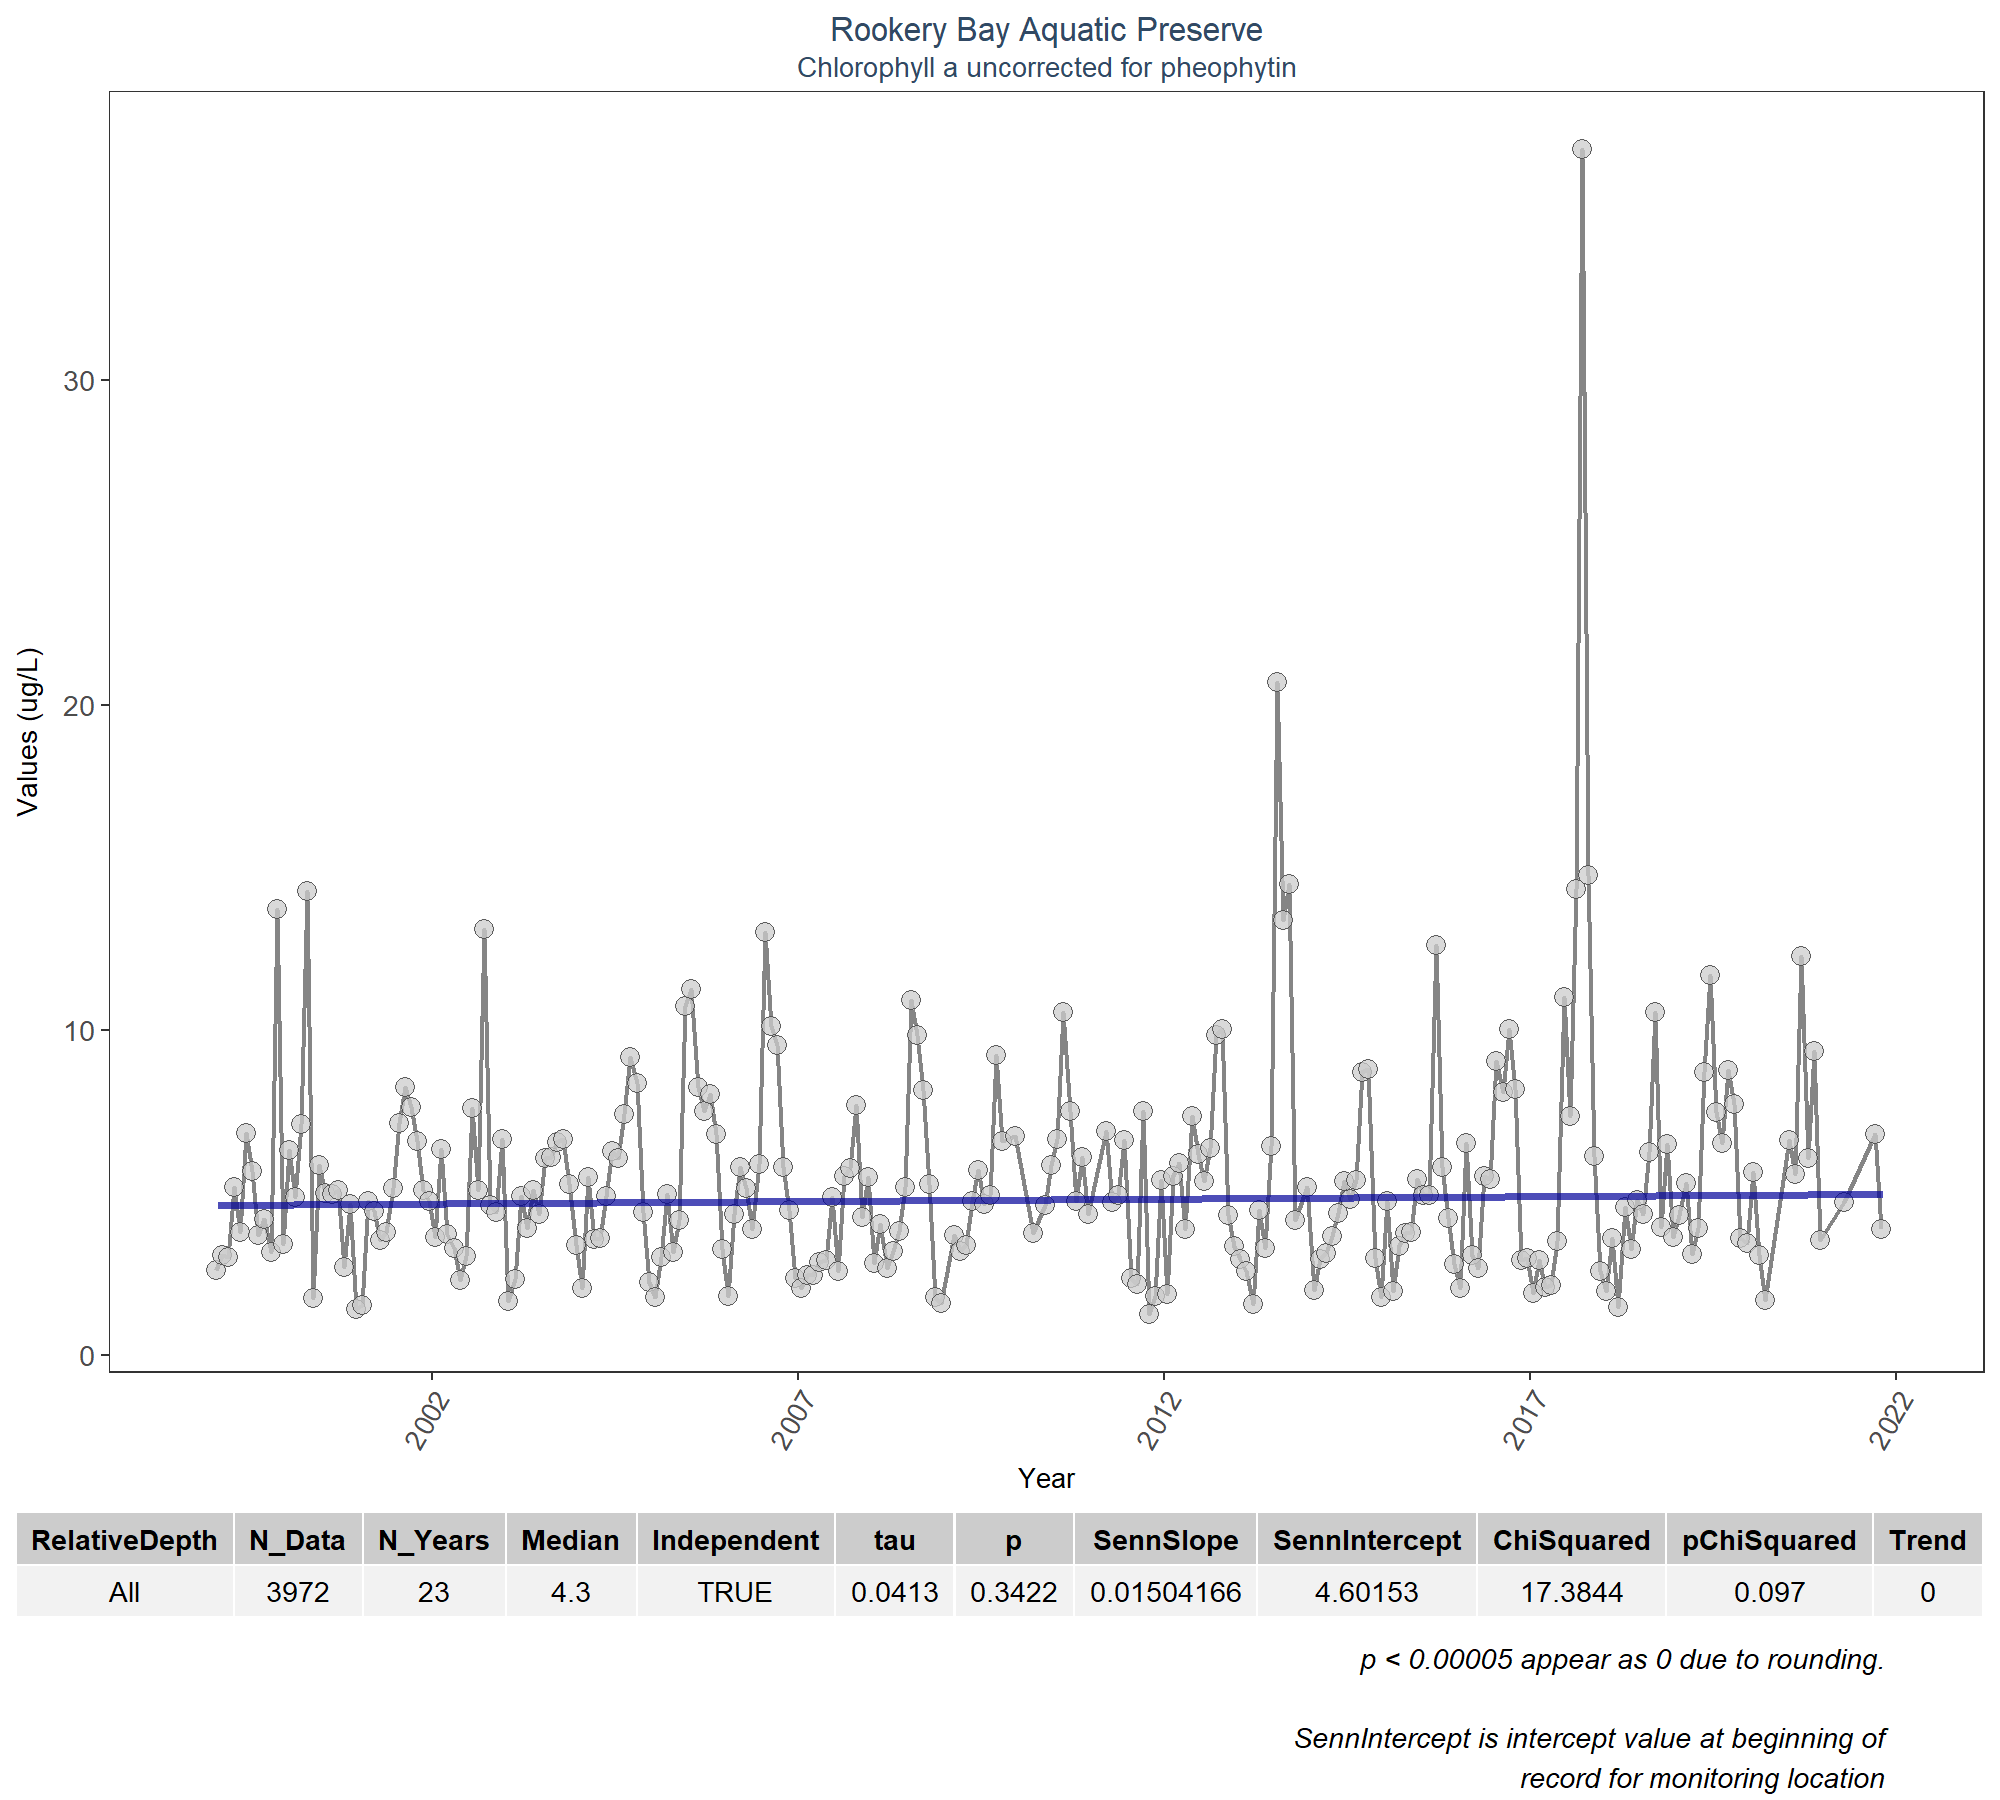 Rookery Bay Aquatic Preserve
Chlorophyll a uncorrected for pheophytin
Values (ug/L)
30
20
10
0
2002 2007 2012 2017 2022
Year
RelativeDepth N_Data N_Years Median Independent tau p SennSlope SennIntercept ChiSquared pChiSquared Trend
All 3972 23 4.3 TRUE 0.0413 0.3422 0.01504166 4.60153 17.3844 0.097 0
p < 0.00005 appear as 0 due to rounding.
SennIntercept is intercept value at beginning of
record for monitoring location